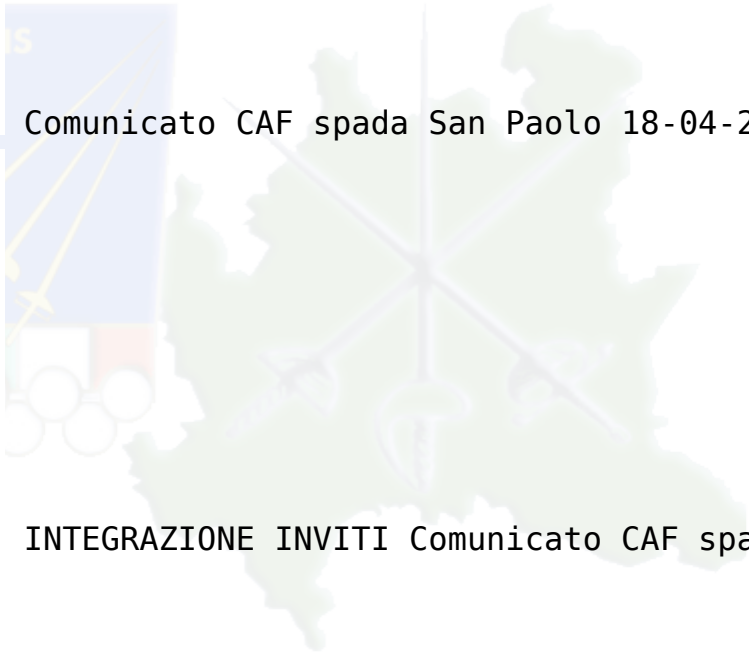 Comunicato CAF spada San Paolo 18-04-2
INTEGRAZIONE INVITI Comunicato CAF spa